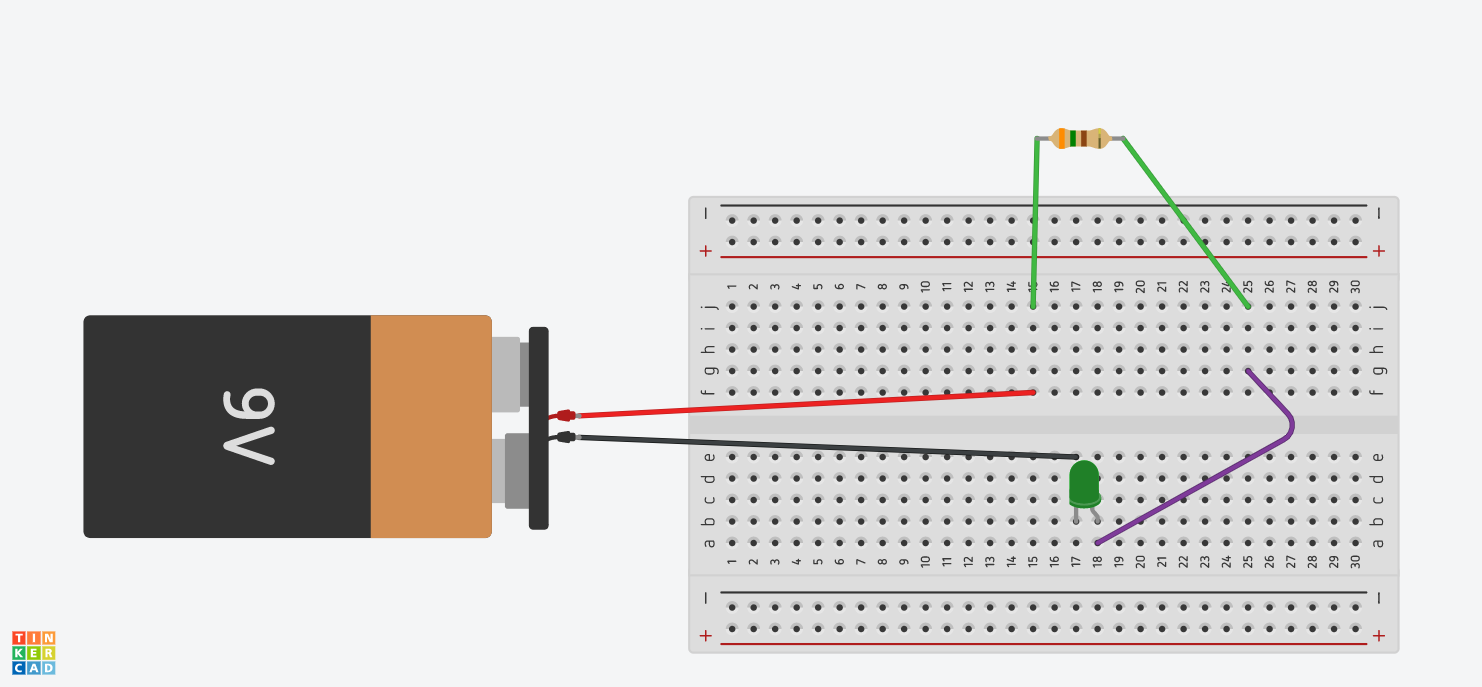 − −
+ +
1 2 3 4 5 6 7 8 9 10 11 12 13 14 15 16 17 18 19 20 21 22 23 24 25 26 27 28 29 30
j j
i i
h h
g g
f f
9V
e e
d d
c c
b b
a a
1 2 3 4 5 6 7 8 9 10 11 12 13 14 15 16 17 18 19 20 21 22 23 24 25 26 27 28 29 30
− −
+ +
TIN
KER
CAD